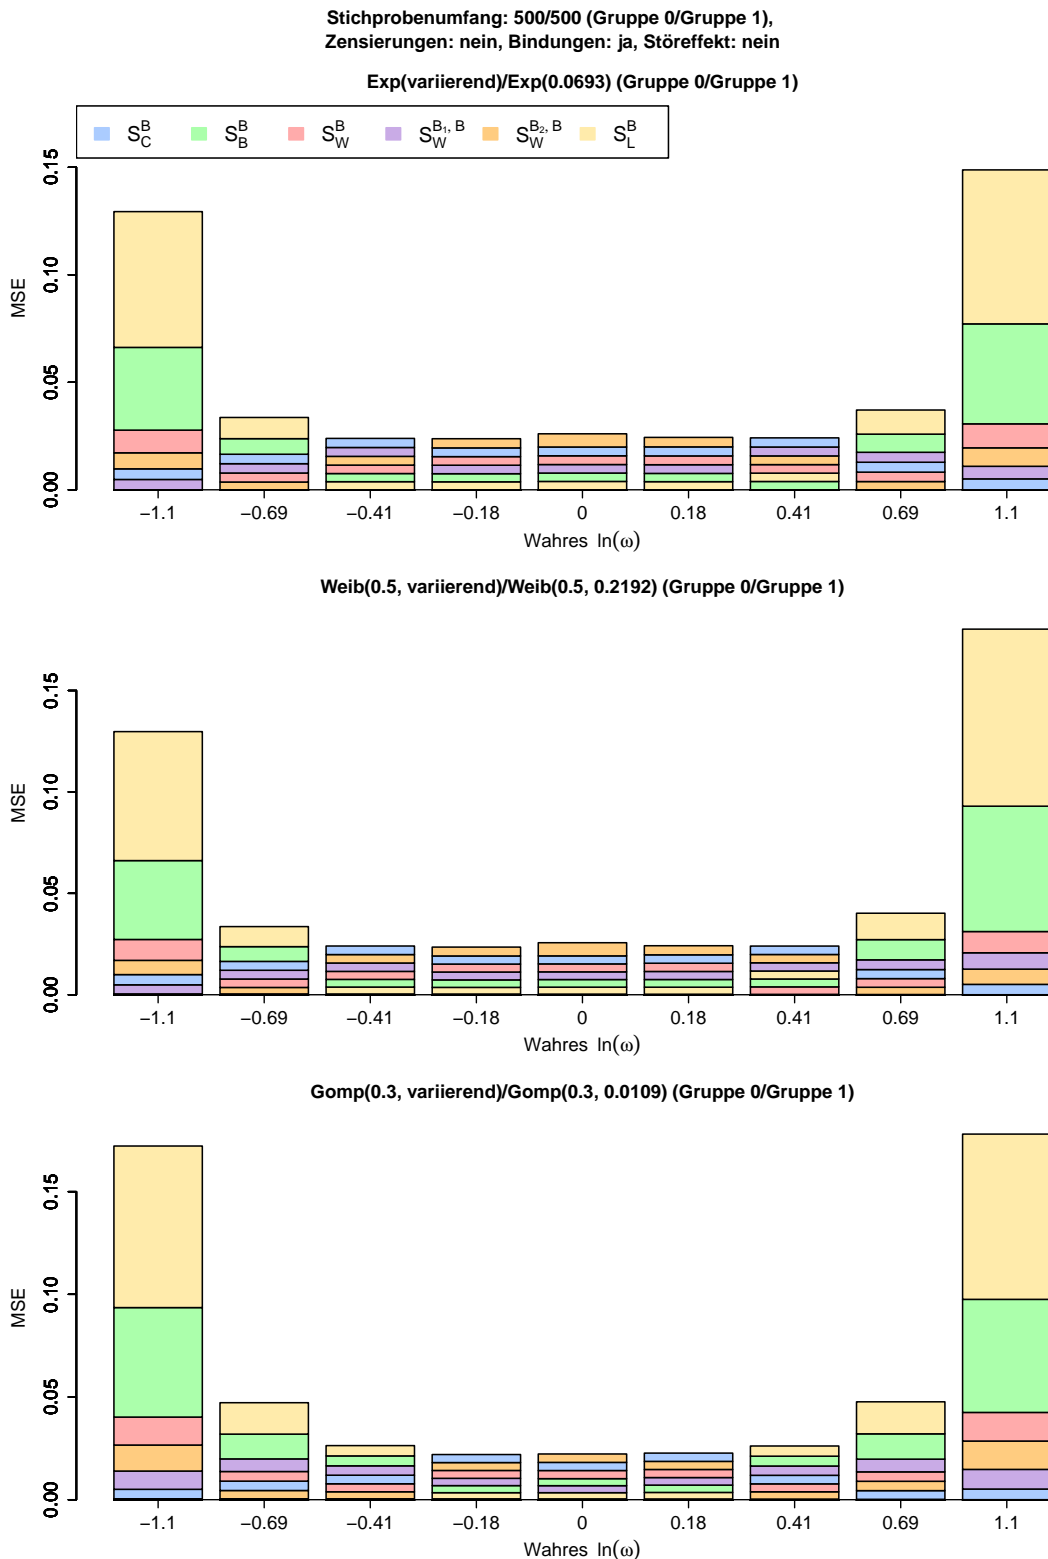 Stichprobenumfang: 500/500 (Gruppe 0/Gruppe 1),
Zensierungen: nein, Bindungen: ja, Störeffekt: nein
Exp(variierend)/Exp(0.0693) (Gruppe 0/Gruppe 1)
S_C^B S_B^B S_W^B S_W^{B_1, B} S_W^{B_2, B} S_L^B
MSE
0.15
0.10
0.05
0.00
−1.1 −0.69 −0.41 −0.18 0 0.18 0.41 0.69 1.1
Wahres ln(ω)
Weib(0.5, variierend)/Weib(0.5, 0.2192) (Gruppe 0/Gruppe 1)
MSE
0.15
0.10
0.05
0.00
−1.1 −0.69 −0.41 −0.18 0 0.18 0.41 0.69 1.1
Wahres ln(ω)
Gomp(0.3, variierend)/Gomp(0.3, 0.0109) (Gruppe 0/Gruppe 1)
MSE
0.15
0.10
0.05
0.00
−1.1 −0.69 −0.41 −0.18 0 0.18 0.41 0.69 1.1
Wahres ln(ω)